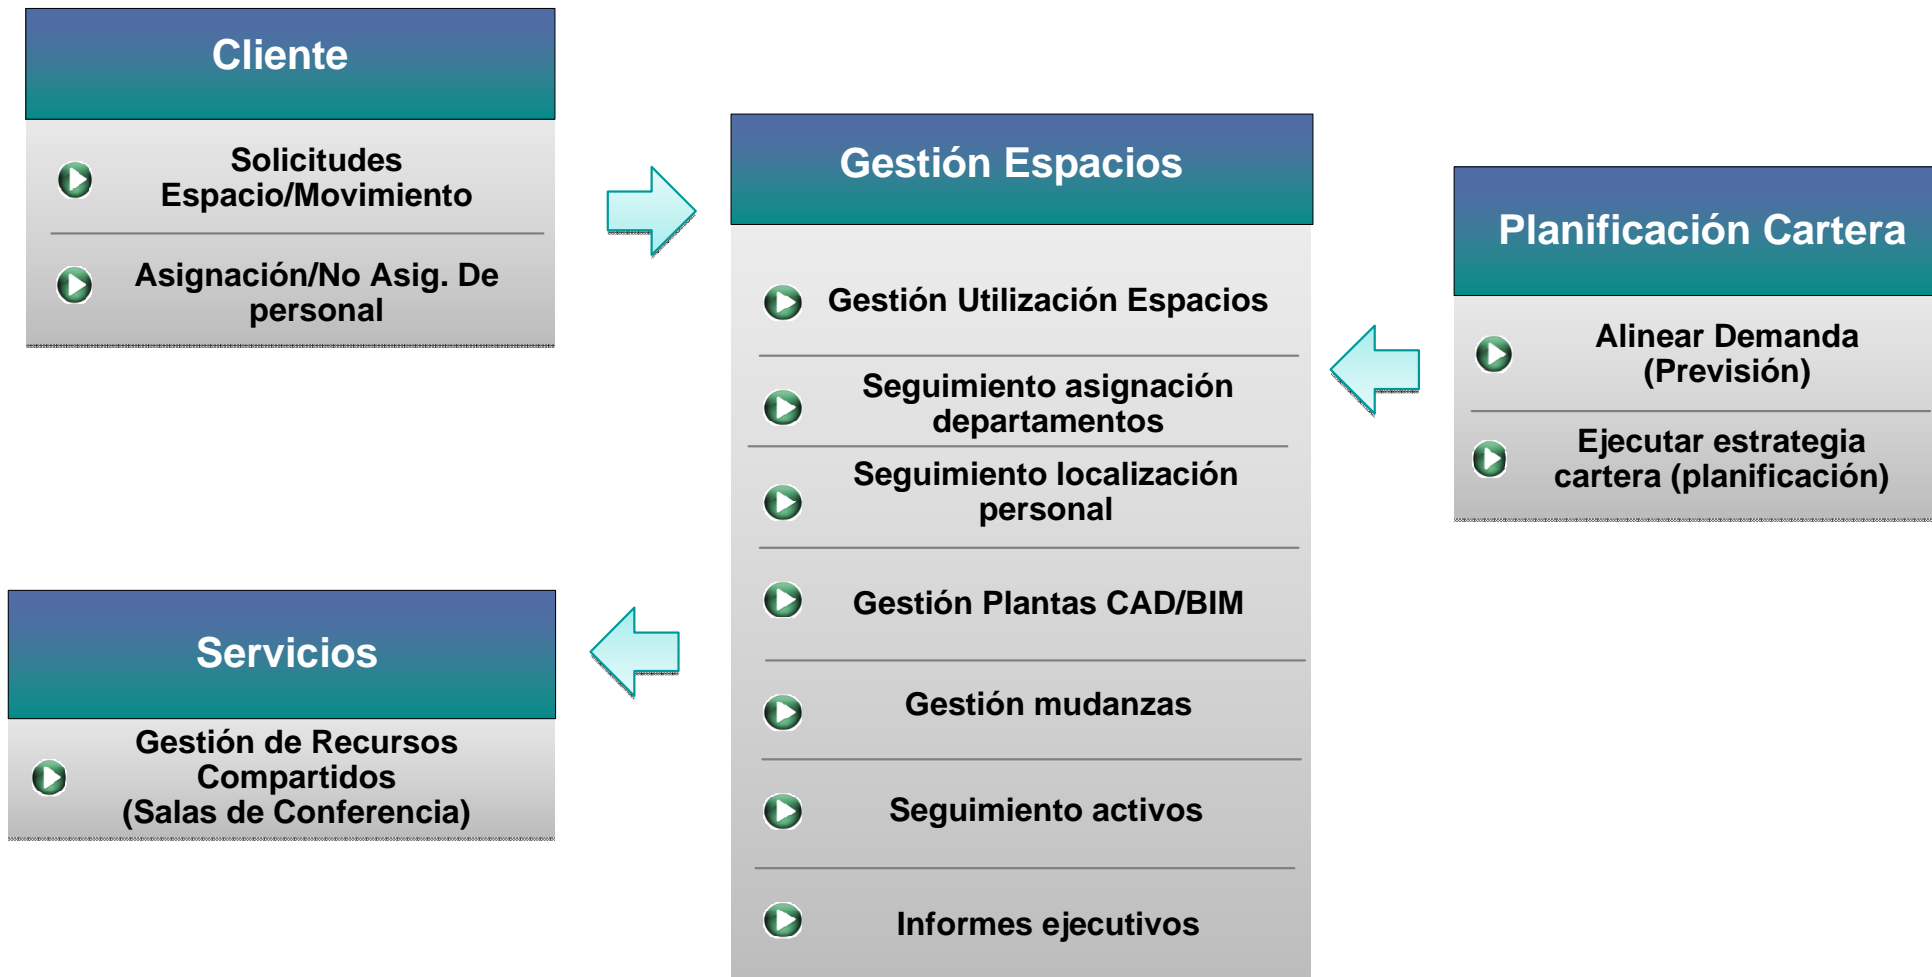 Cliente
Solicitudes
Espacio/Movimiento
Asignación/No Asig. De
personal
Gestión Espacios
Gestión Utilización Espacios
Seguimiento asignación
departamentos
Seguimiento localización
personal
Gestión Plantas CAD/BIM
Gestión mudanzas
Seguimiento activos
Informes ejecutivos
Planificación Cartera
Alinear Demanda
(Previsión)
Ejecutar estrategia
cartera (planificación)
Servicios
Gestión de Recursos
Compartidos
(Salas de Conferencia)